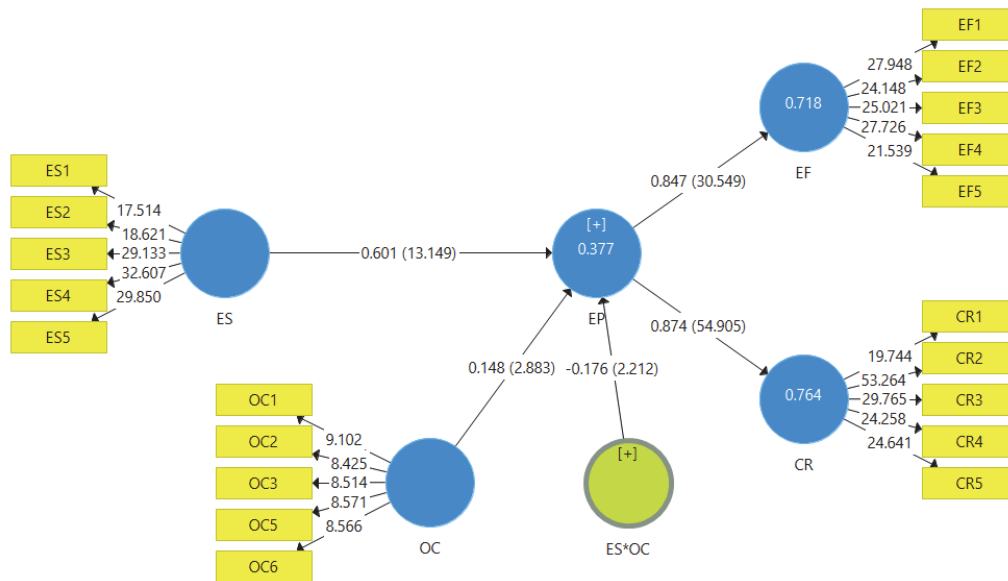 EF1
27.948
EF2
24.148
0.718
25.021
EF3
27.726
EF4
21.539
EF5
EF
ES1
17.514
ES2
18.621
ES3
29.133
32.607
ES4
29.850
ES5
ES
0.601 (13.149)
[+]
0.377
EP
0.847 (30.549)
0.874 (54.905)
0.148 (2.883)
-0.176 (2.212)
CR1
19.744
CR2
53.264
0.764
29.765
CR3
24.258
CR4
24.641
CR5
CR
OC1
9.102
OC2
8.425
OC3
8.514
8.571
OC5
8.566
OC6
OC
[+]
ES*OC